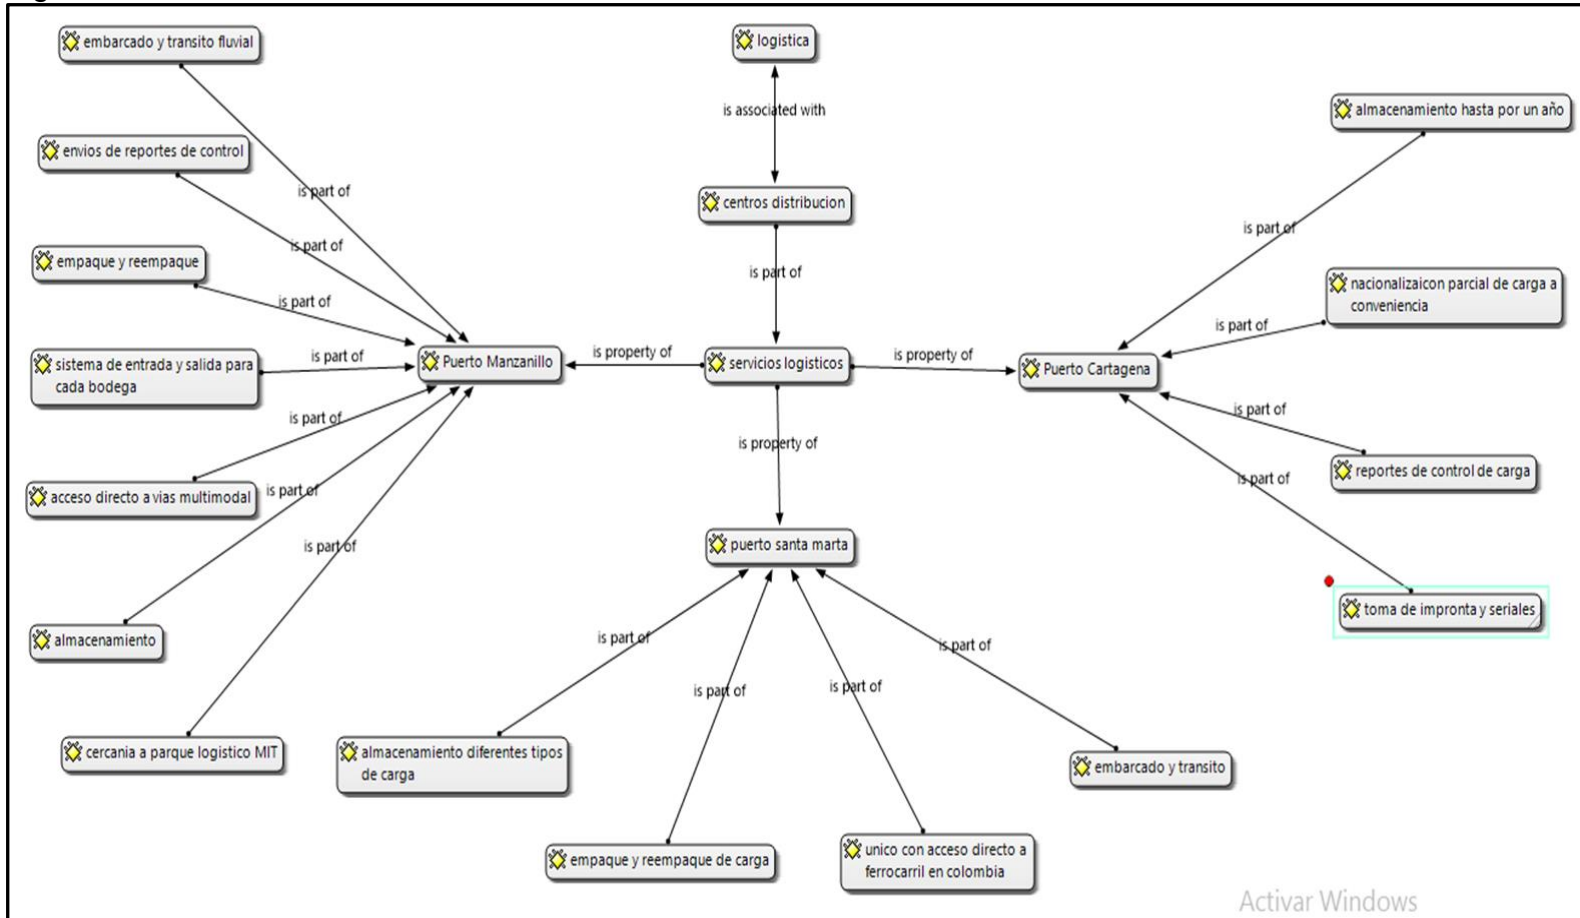 embarcado y transito fluvial
logistica
is associated with
almacenamiento hasta por un año
envios de reportes de control
is part of
centros distribucion
is part of
is part of
empaque y reempaque
is part of
is part of
nacionalizaicon parcial de carga a
conveniencia
is part of
sistema de entrada y salida para
cada bodega
is part of
Puerto Manzanillo
is property of
servicios logisticos
is property of
Puerto Cartagena
is part of
is part of
is property of
acceso directo a vias multimodal
is part of
reportes de control de carga
is part of
is part of
puerto santa marta
almacenamiento
toma de impronta y seriales
is part of
is part of
is part of
is part of
cercania a parque logistico MIT
almacenamiento diferentes tipos
de carga
embarcado y transito
empaque y reempaque de carga
unico con acceso directo a
ferrocarril en colombia
Activar Windows